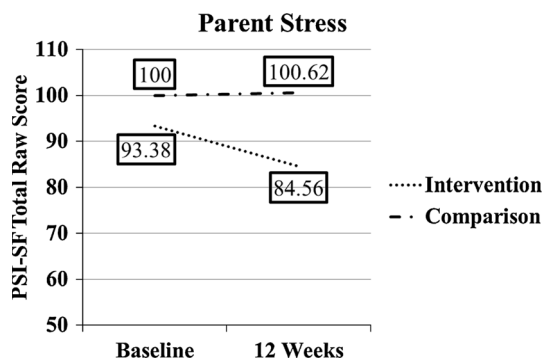 Parent Stress
PSI-SF Total Raw Score
110
100
90
80
70
60
50
100
100.62
93.38
84.56
Baseline
12 Weeks
Intervention
Comparison